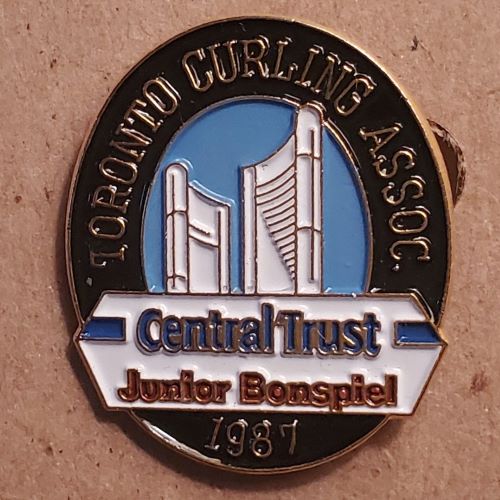 TORONTO CURLING ASSOC.
Central Trust
Junior Bonspiel
1987